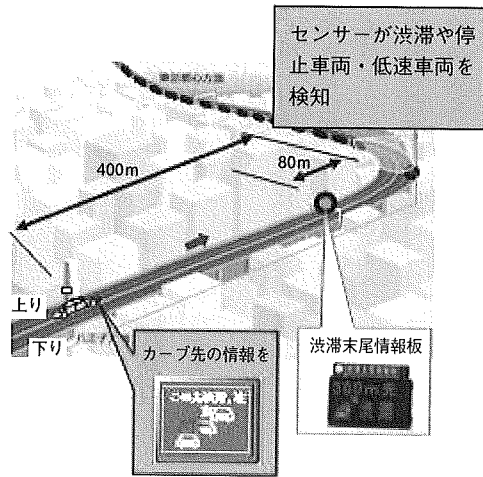 センサーが渋滞や停
止車両・低速車両を
検知
400m
80m
上り
下り
カーブ先の情報を
渋滞末尾情報板